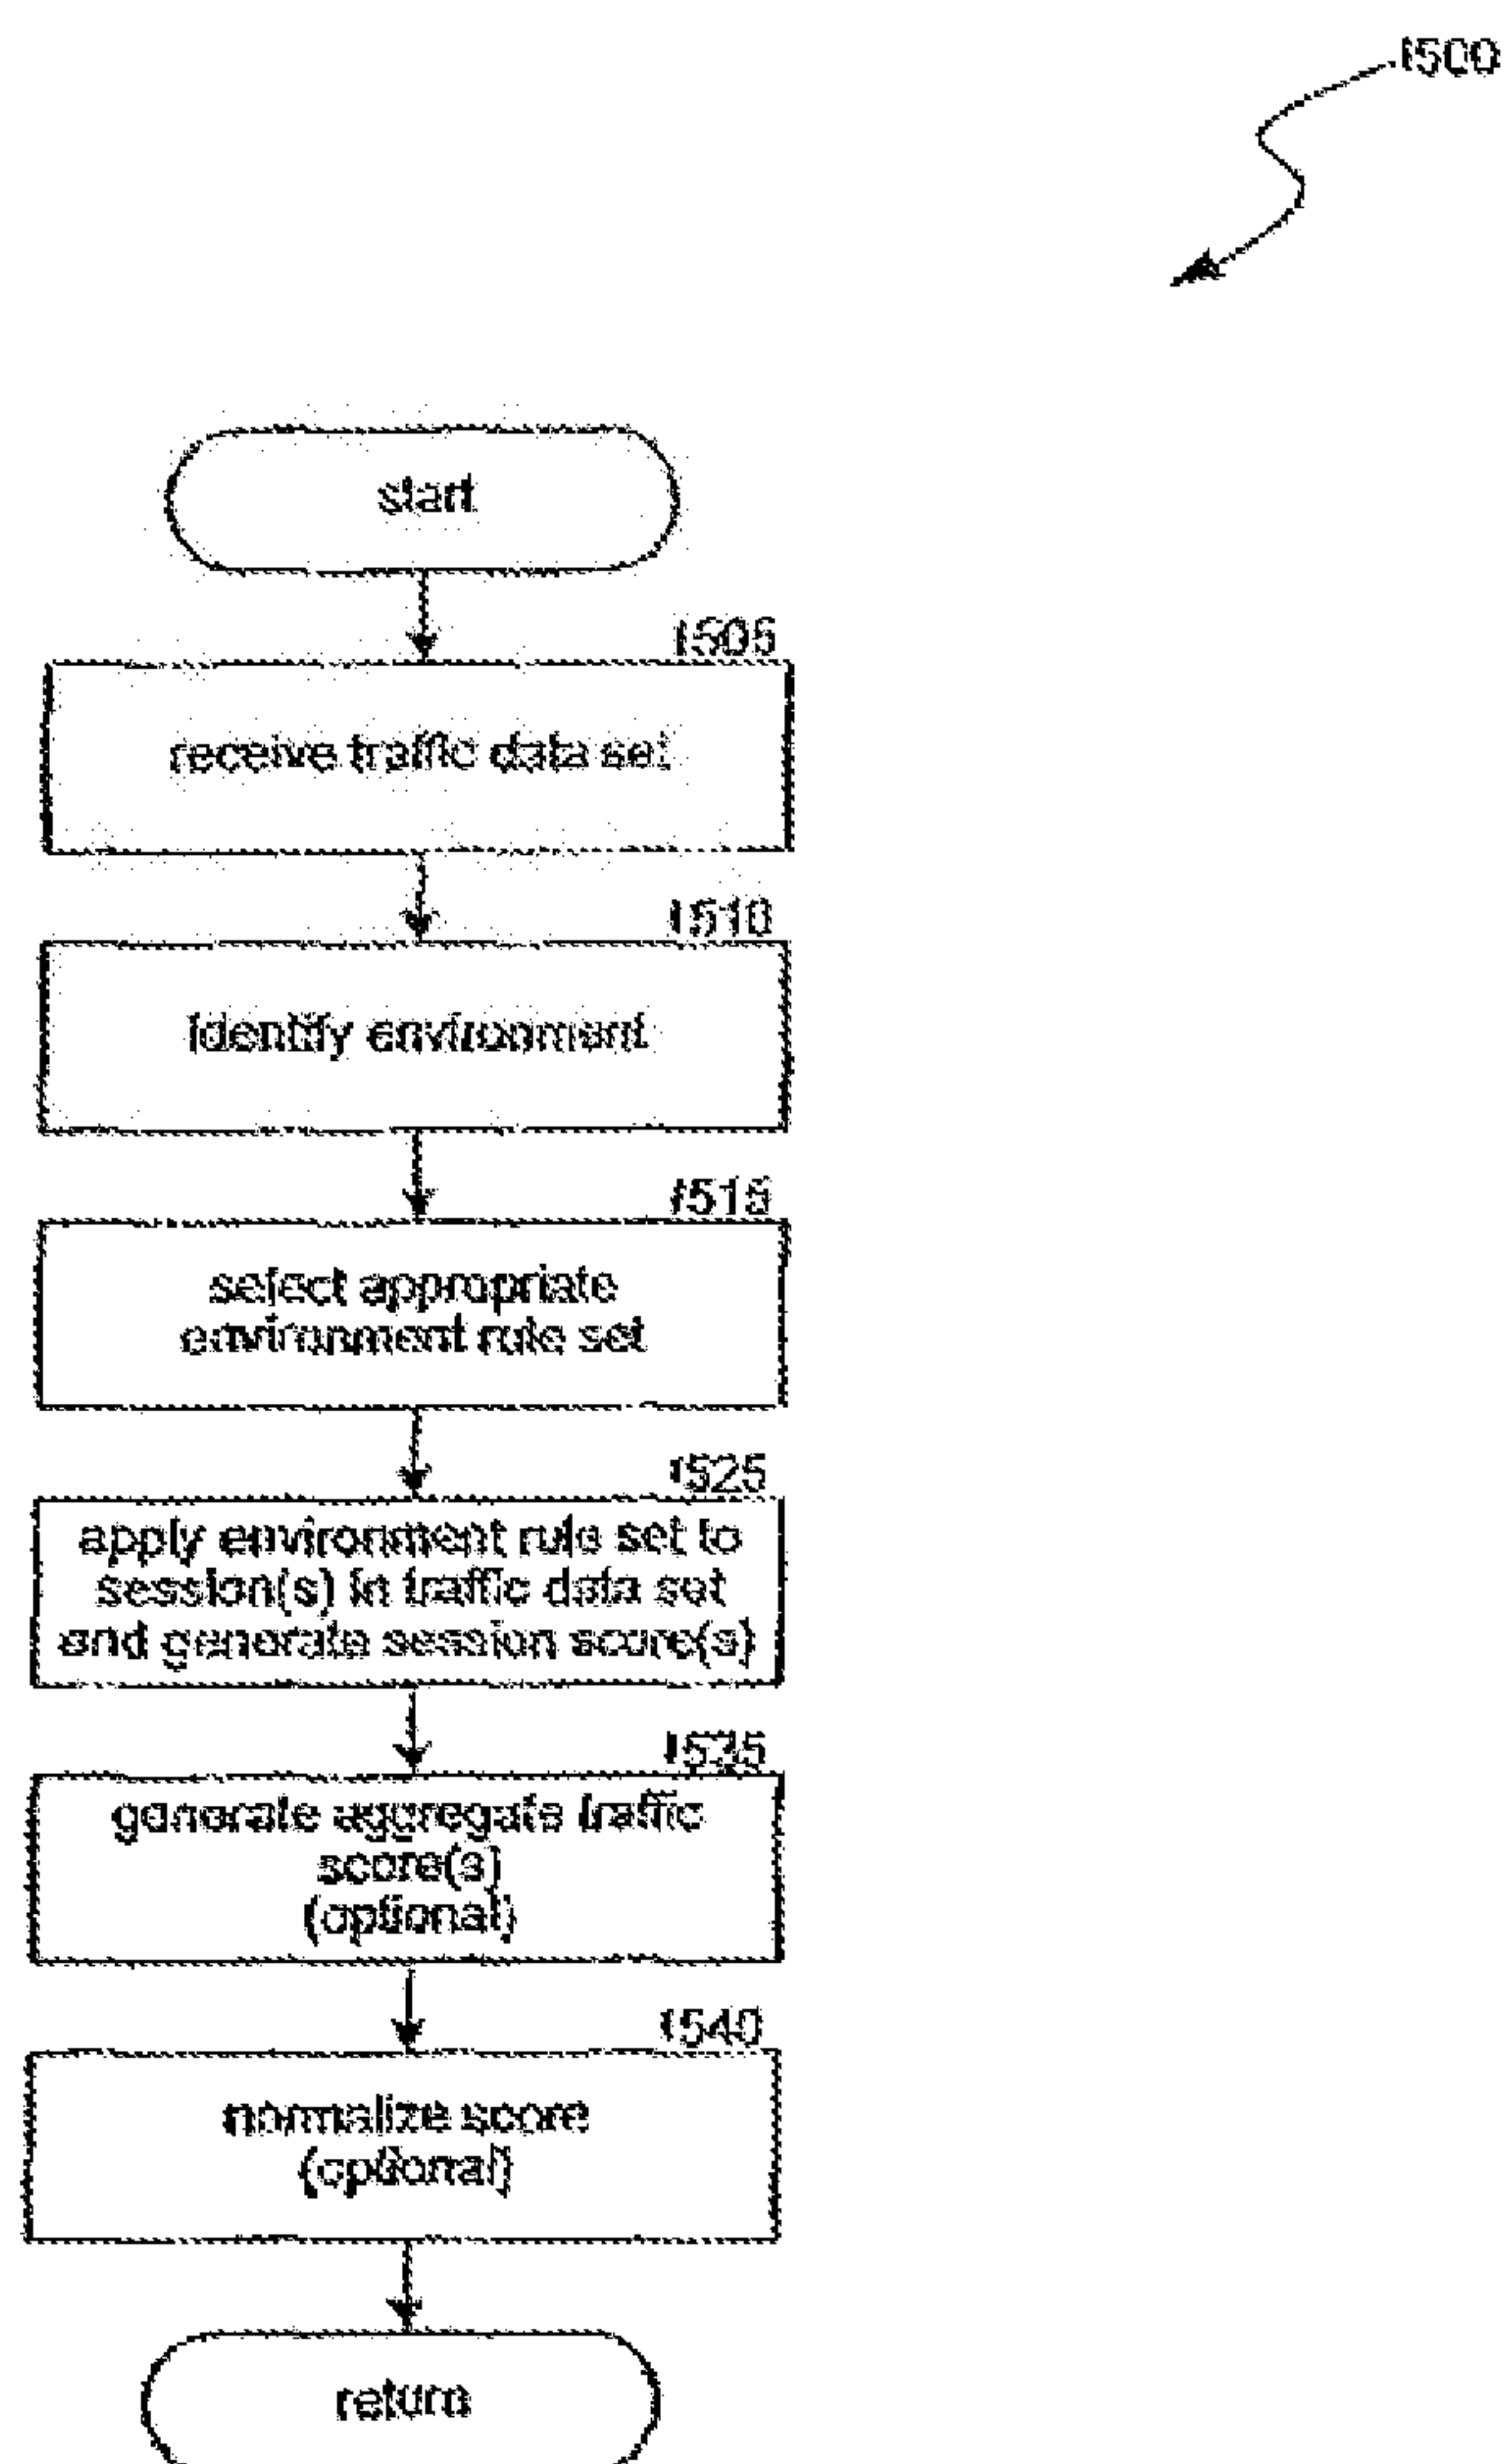 1500
start
1505
receive traffic data set
1510
identify environment
1515
select appropriate
environment rule set
1525
apply environment rule set to
session(s) in traffic data set
and generate session score(s)
1535
generate aggregate traffic
score(s)
(optional)
1540
normalize score
(optional)
return